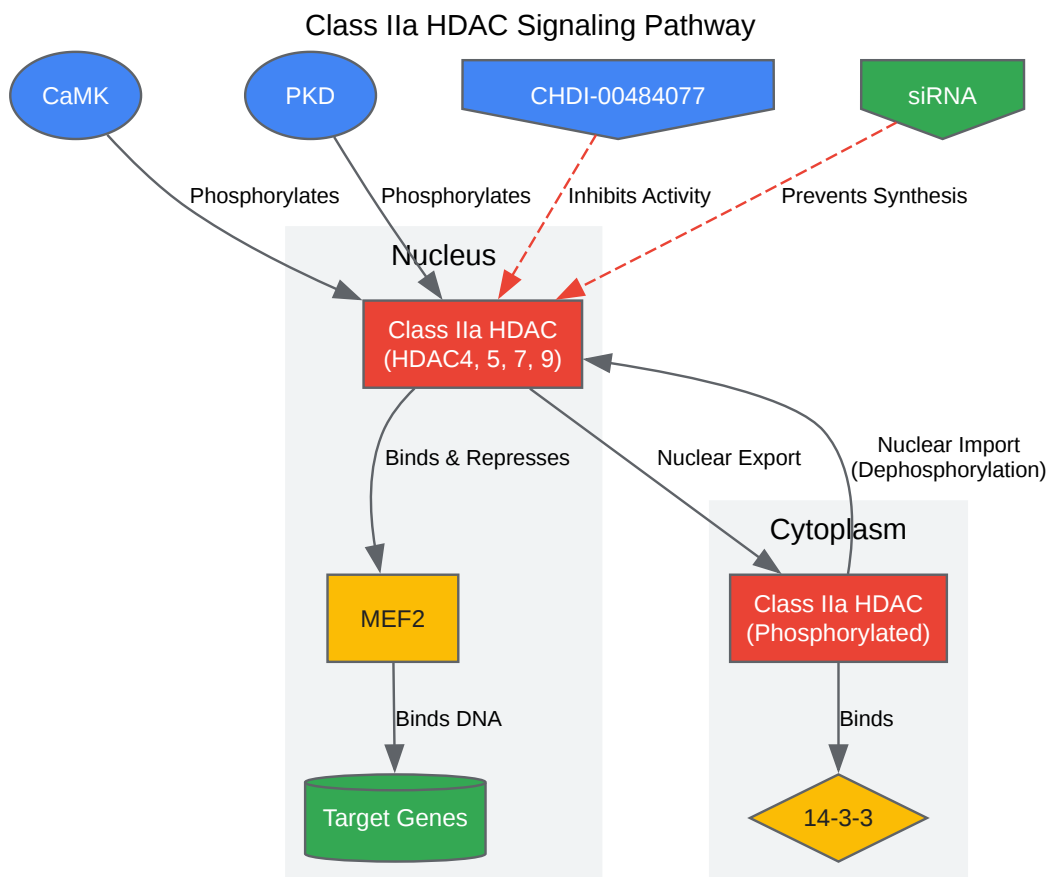 Class IIa HDAC Signaling Pathway
CaMK
PKD
CHDI-00484077
siRNA
Phosphorylates
Phosphorylates
Inhibits Activity
Prevents Synthesis
Nucleus
Class IIa HDAC
(HDAC4, 5, 7, 9)
Binds & Represses
Nuclear Export
Nuclear Import
(Dephosphorylation)
Cytoplasm
MEF2
Class IIa HDAC
(Phosphorylated)
Binds DNA
Binds
Target Genes
14-3-3